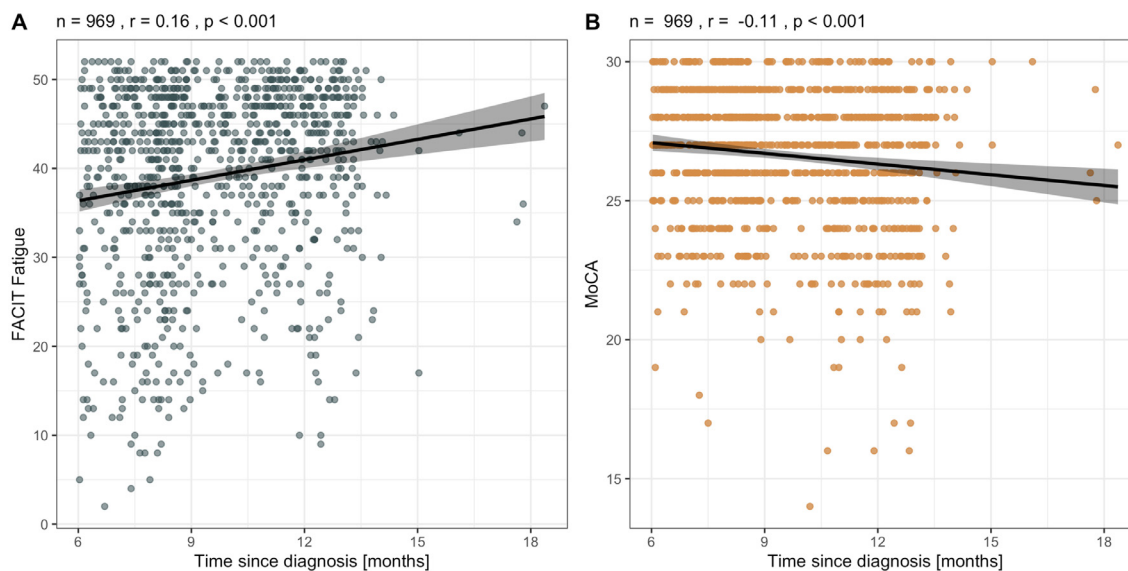 A
n = 969 , r = 0.16 , p < 0.001
50
40
30
20
10
0
FACIT Fatigue
6
9
12
15
18
Time since diagnosis [months]
B
n =  969 , r =  -0.11 , p < 0.001
30
25
20
15
MoCA
6
9
12
15
18
Time since diagnosis [months]